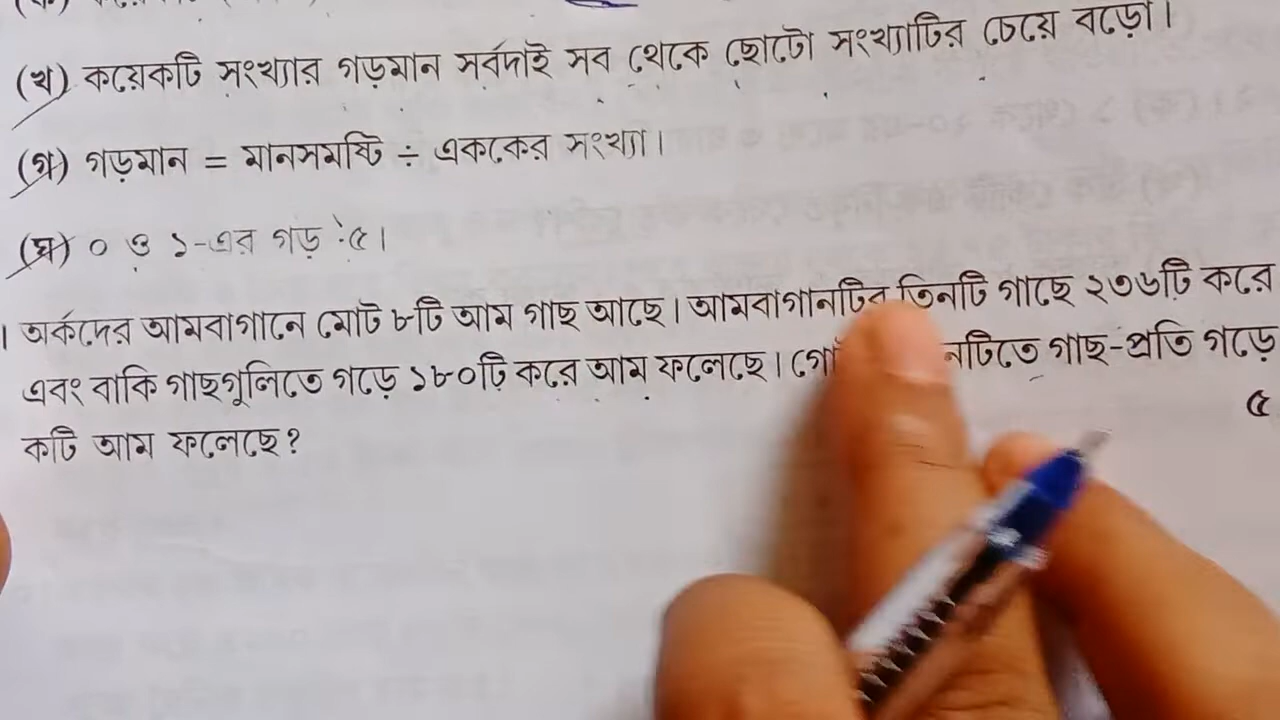 (খ) কয়েকটি সংখ্যার গড়মান সর্বদাই সব থেকে ছোটো সংখ্যাটির চেয়ে বড়ো।
(গ) গড়মান = মানসমষ্টি ÷ এককের সংখ্যা।
(ঘ) ০ ও ১-এর গড় ·৫।
। অর্কদের আমবাগানে মোট ৮টি আম গাছ আছে। আমবাগানটির তিনটি গাছে ২৩৬টি করে
এবং বাকি গাছগুলিতে গড়ে ১৮০টি করে আম ফলেছে। গাছ-প্রতি গড়ে
কটি আম ফলেছে?
৫